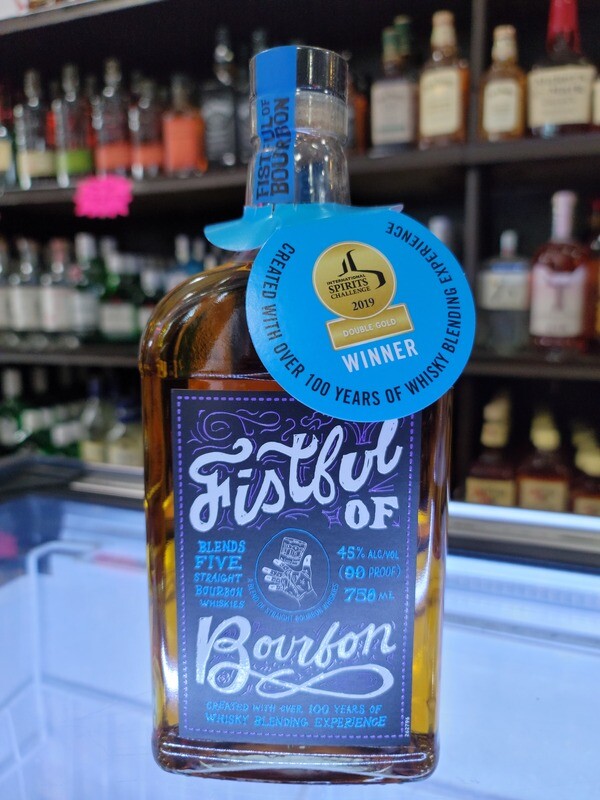 FISTFUL OF
BOURBON
CREATED WITH OVER 100 YEARS OF WHISKY BLENDING EXPERIENCE
INTERNATIONAL
SPIRITS
CHALLENGE
2019
DOUBLE GOLD
WINNER
Fistful
OF
BLENDS
FIVE
STRAIGHT
BOURBON
WHISKIES
45% ALC/VOL
(90 PROOF)
750 ML
Bourbon
CREATED WITH OVER 100 YEARS OF
WHISKY BLENDING EXPERIENCE